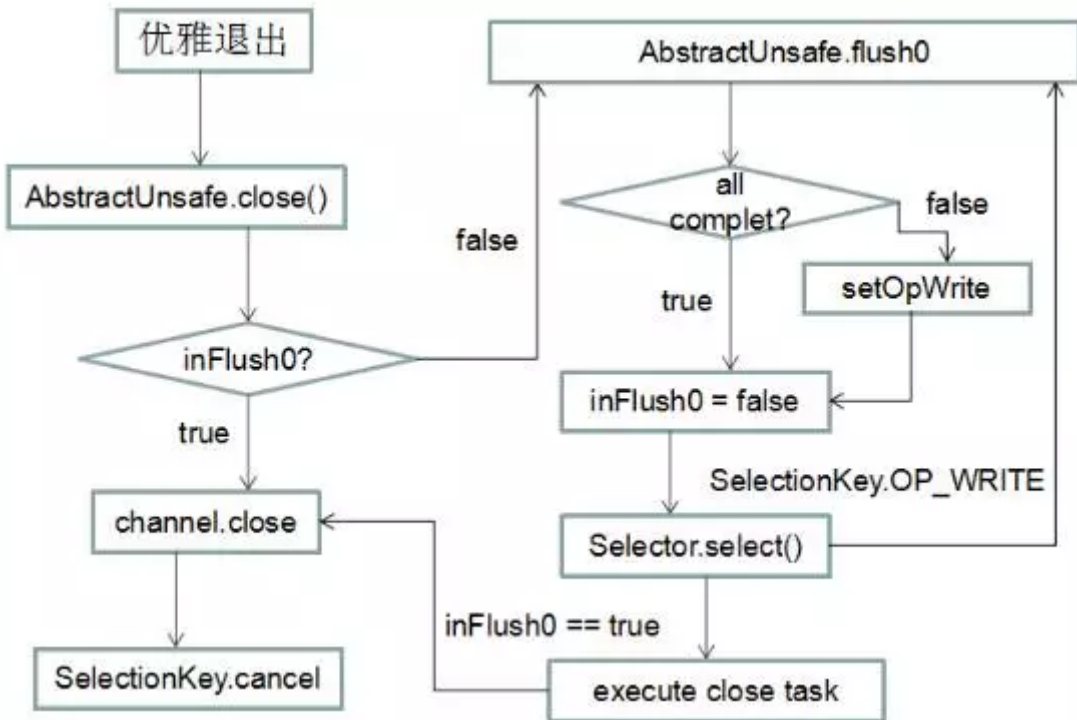 优雅退出
AbstractUnsafe.close()
inFlush0?
false
true
channel.close
SelectionKey.cancel
AbstractUnsafe.flush0
all
complet?
false
setOpWrite
true
inFlush0 = false
SelectionKey.OP_WRITE
Selector.select()
inFlush0 == true
execute close task